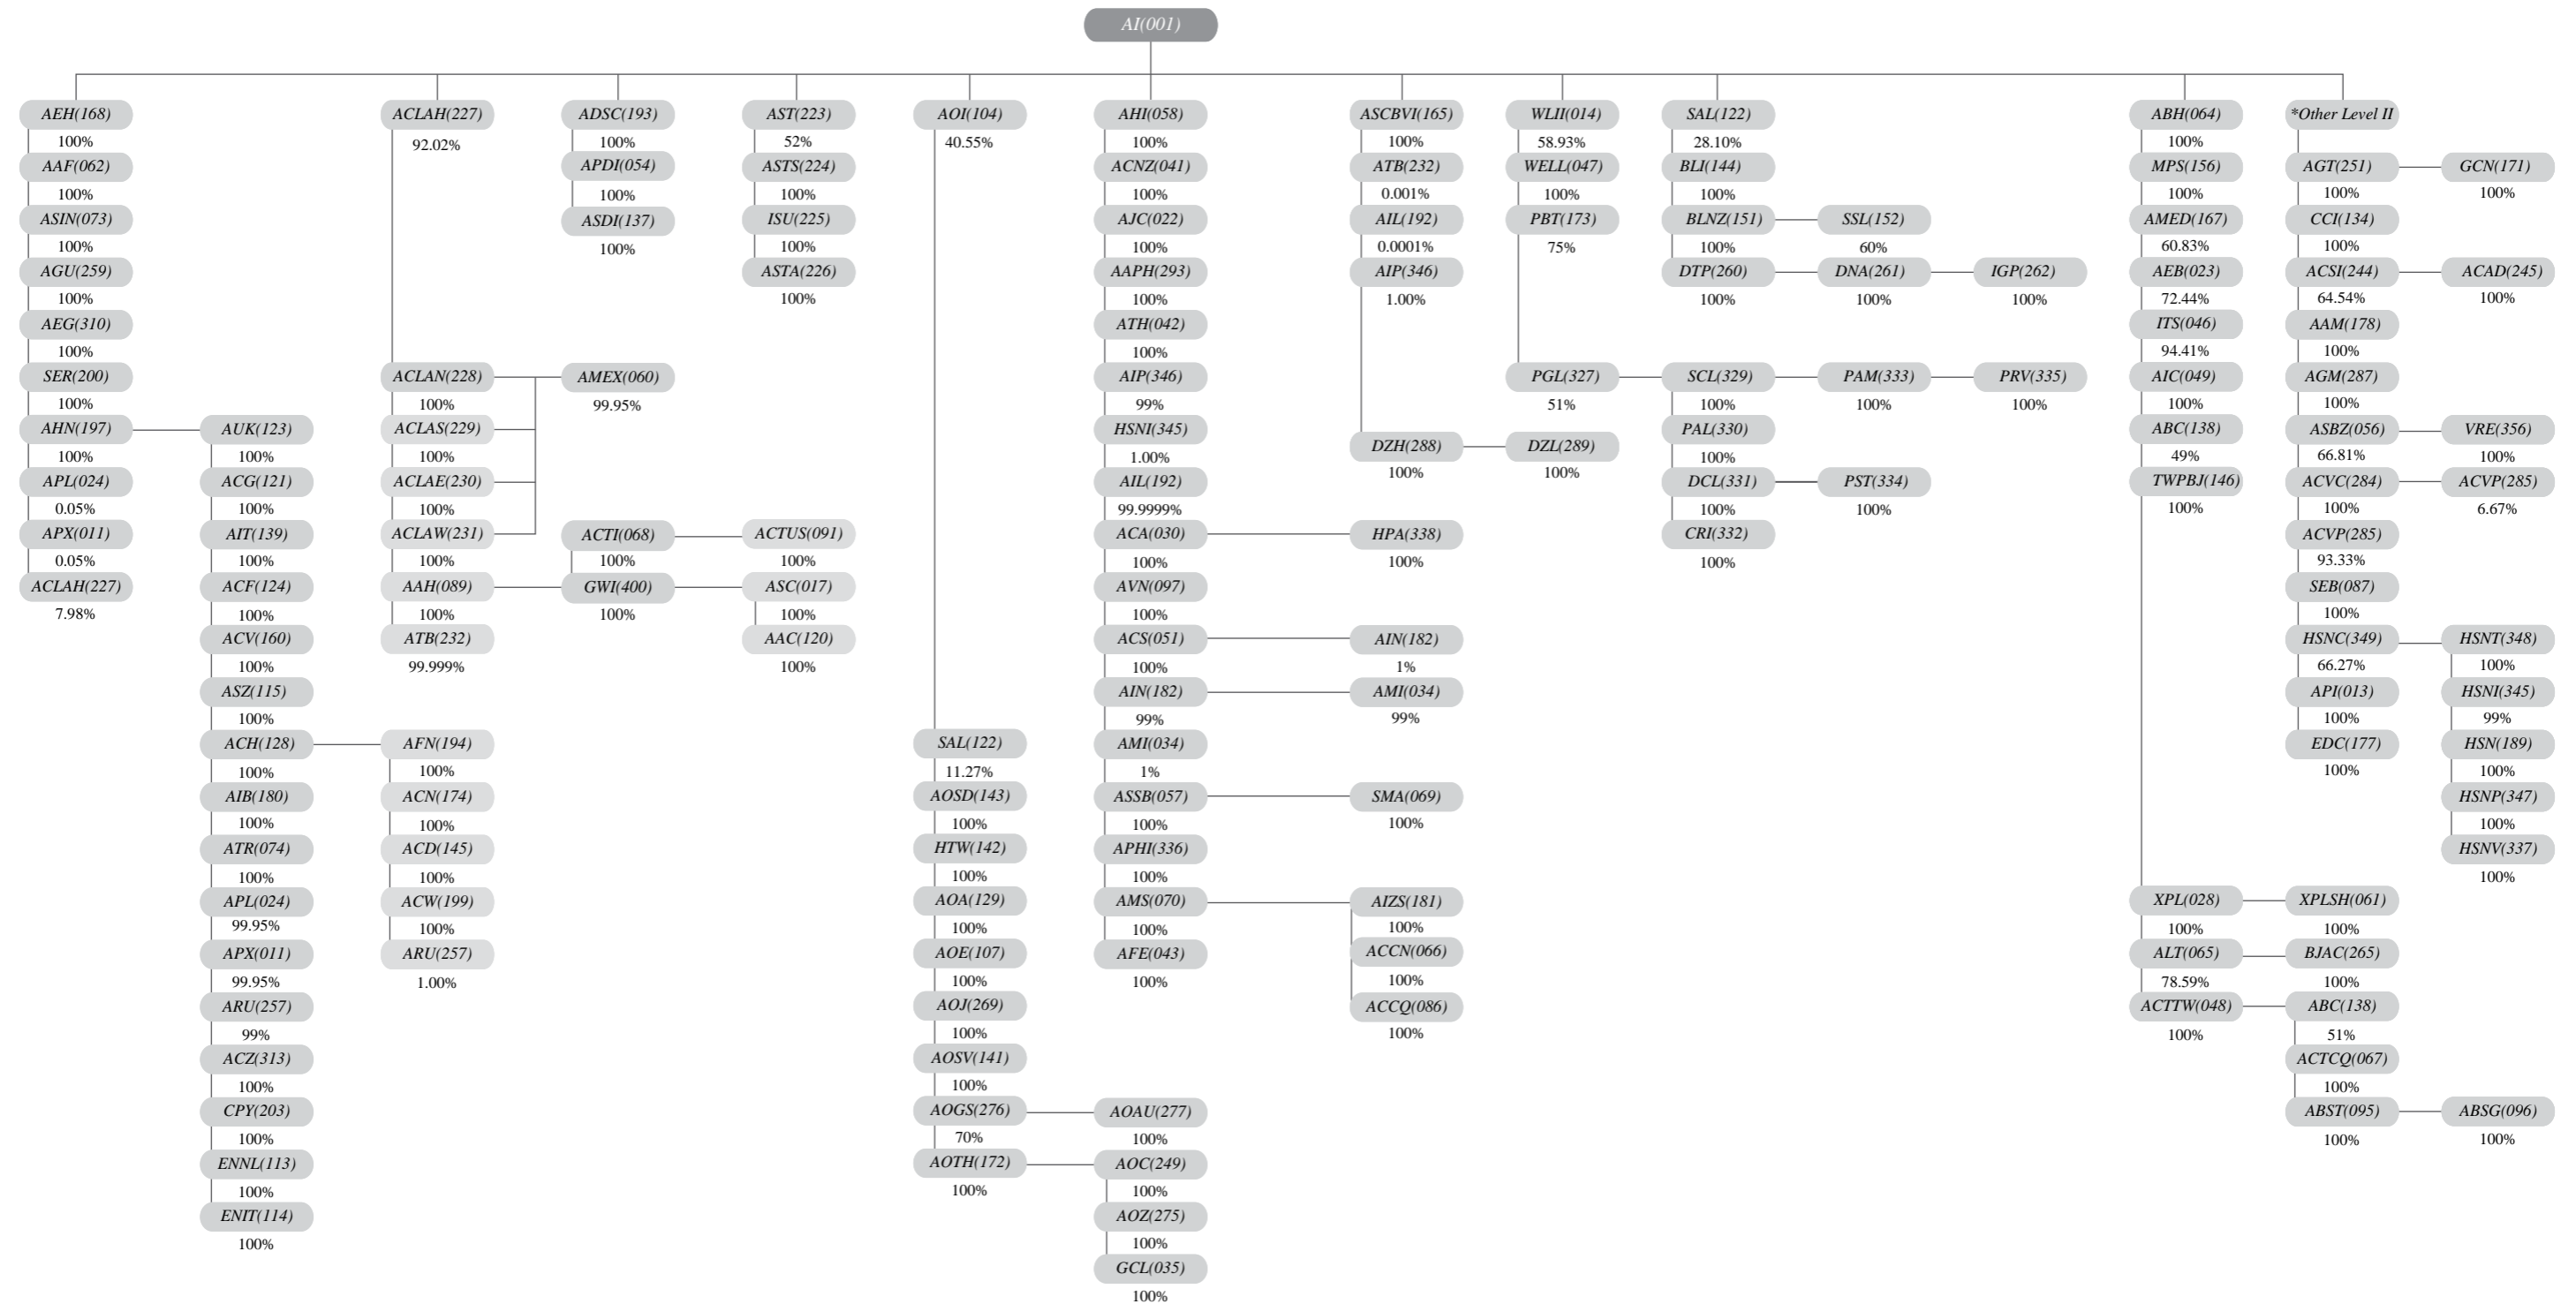 AI(001)
AEH(168)
100%
AAF(062)
100%
ASIN(073)
100%
AGU(259)
100%
AEG(310)
100%
SER(200)
100%
AHN(197)
100%
APL(024)
0.05%
APX(011)
0.05%
ACLAH(227)
7.98%
AUK(123)
100%
ACG(121)
100%
AIT(139)
100%
ACF(124)
100%
ACV(160)
100%
ASZ(115)
100%
ACH(128)
100%
AIB(180)
100%
ATR(074)
100%
APL(024)
99.95%
APX(011)
99.95%
ARU(257)
99%
ACZ(313)
100%
CPY(203)
100%
ENNL(113)
100%
ENIT(114)
100%
ACLAH(227)
92.02%
ACLAN(228)
100%
ACLAS(229)
100%
ACLAE(230)
100%
ACLAW(231)
100%
AAH(089)
100%
ATB(232)
99.999%
AFN(194)
100%
ACN(174)
100%
ACD(145)
100%
ACW(199)
100%
ARU(257)
1.00%
ADSC(193)
100%
APDI(054)
100%
ASDI(137)
100%
AMEX(060)
99.95%
ACTI(068)
100%
GWI(400)
100%
AST(223)
52%
ASTS(224)
100%
ISU(225)
100%
ASTA(226)
100%
ACTUS(091)
100%
ASC(017)
100%
AAC(120)
100%
AOI(104)
40.55%
SAL(122)
11.27%
AOSD(143)
100%
HTW(142)
100%
AOA(129)
100%
AOE(107)
100%
AOJ(269)
100%
AOSV(141)
100%
AOGS(276)
70%
AOTH(172)
100%
AHI(058)
100%
ACNZ(041)
100%
AJC(022)
100%
AAPH(293)
100%
ATH(042)
100%
AIP(346)
99%
HSNI(345)
1.00%
AIL(192)
99.9999%
ACA(030)
100%
AVN(097)
100%
ACS(051)
100%
AIN(182)
99%
AMI(034)
1%
ASSB(057)
100%
APHI(336)
100%
AMS(070)
100%
AFE(043)
100%
AOAU(277)
100%
AOC(249)
100%
AOZ(275)
100%
GCL(035)
100%
ASCBVI(165)
100%
ATB(232)
0.001%
AIL(192)
0.0001%
AIP(346)
1.00%
DZH(288)
100%
HPA(338)
100%
AIN(182)
1%
AMI(034)
99%
SMA(069)
100%
AIZS(181)
100%
ACCN(066)
100%
ACCQ(086)
100%
WLII(014)
58.93%
WELL(047)
100%
PBT(173)
75%
PGL(327)
51%
DZL(289)
100%
SAL(122)
28.10%
BLI(144)
100%
BLNZ(151)
100%
DTP(260)
100%
SCL(329)
100%
PAL(330)
100%
DCL(331)
100%
CRI(332)
100%
SSL(152)
60%
DNA(261)
100%
PAM(333)
100%
PST(334)
100%
IGP(262)
100%
PRV(335)
100%
ABH(064)
100%
MPS(156)
100%
AMED(167)
60.83%
AEB(023)
72.44%
ITS(046)
94.41%
AIC(049)
100%
ABC(138)
49%
TWPBJ(146)
100%
XPL(028)
100%
ALT(065)
78.59%
ACTTW(048)
100%
*Other Level II
AGT(251)
100%
CCI(134)
100%
ACSI(244)
64.54%
AAM(178)
100%
AGM(287)
100%
ASBZ(056)
66.81%
ACVC(284)
100%
ACVP(285)
93.33%
SEB(087)
100%
HSNC(349)
66.27%
API(013)
100%
EDC(177)
100%
XPLSH(061)
100%
BJAC(265)
100%
ABC(138)
51%
ACTCQ(067)
100%
ABST(095)
100%
GCN(171)
100%
ACAD(245)
100%
VRE(356)
100%
ACVP(285)
6.67%
HSNT(348)
100%
HSNI(345)
99%
HSN(189)
100%
HSNP(347)
100%
HSNV(337)
100%
ABSG(096)
100%